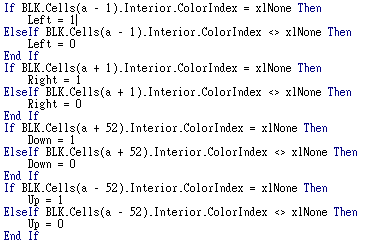 If BLK.Cells(a - 1).Interior.ColorIndex = xlNone Then
Left = 1
ElseIf BLK.Cells(a - 1).Interior.ColorIndex <> xlNone Then
Left = 0
End If
If BLK.Cells(a + 1).Interior.ColorIndex = xlNone Then
Right = 1
ElseIf BLK.Cells(a + 1).Interior.ColorIndex <> xlNone Then
Right = 0
End If
If BLK.Cells(a + 52).Interior.ColorIndex = xlNone Then
Down = 1
ElseIf BLK.Cells(a + 52).Interior.ColorIndex <> xlNone Then
Down = 0
End If
If BLK.Cells(a - 52).Interior.ColorIndex = xlNone Then
Up = 1
ElseIf BLK.Cells(a - 52).Interior.ColorIndex <> xlNone Then
Up = 0
End If